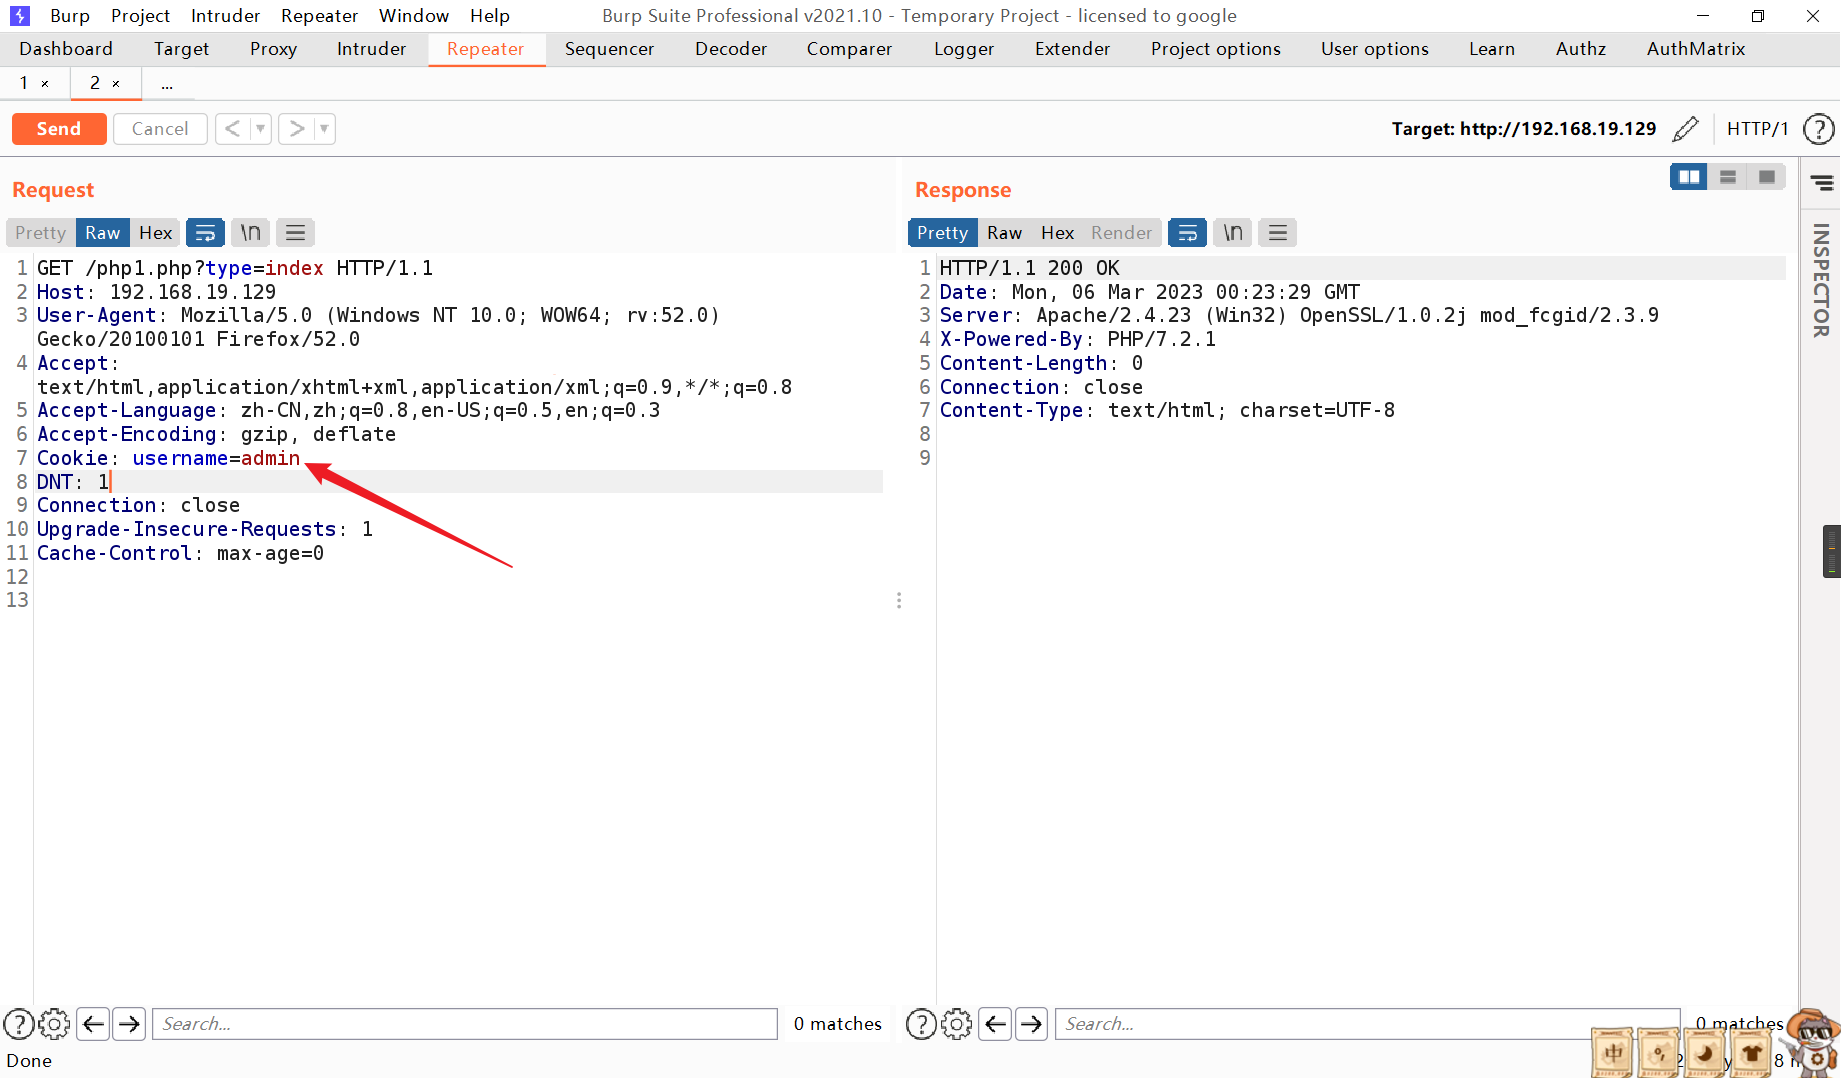 Burp Project Intruder Repeater Window Help Burp Suite Professional v2021.10 - Temporary Project - licensed to google
Dashboard Target Proxy Intruder Repeater Sequencer Decoder Comparer Logger Extender Project options User options Learn Authz AuthMatrix
1 × 2 × ...
Send Cancel < > Target: http://192.168.19.129 HTTP/1 ?
Request
Pretty Raw Hex \n
1 GET /php1.php?type=index HTTP/1.1
2 Host: 192.168.19.129
3 User-Agent: Mozilla/5.0 (Windows NT 10.0; WOW64; rv:52.0)
Gecko/20100101 Firefox/52.0
4 Accept:
text/html,application/xhtml+xml,application/xml;q=0.9,*/*;q=0.8
5 Accept-Language: zh-CN,zh;q=0.8,en-US;q=0.5,en;q=0.3
6 Accept-Encoding: gzip, deflate
7 Cookie: username=admin
8 DNT: 1
9 Connection: close
10 Upgrade-Insecure-Requests: 1
11 Cache-Control: max-age=0
12
13
? Search... 0 matches
Response
Pretty Raw Hex Render \n
1 HTTP/1.1 200 OK
2 Date: Mon, 06 Mar 2023 00:23:29 GMT
3 Server: Apache/2.4.23 (Win32) OpenSSL/1.0.2j mod_fcgid/2.3.9
4 X-Powered-By: PHP/7.2.1
5 Content-Length: 0
6 Connection: close
7 Content-Type: text/html; charset=UTF-8
8
9
? Search... 0 matches
INSPECTOR
Done
中